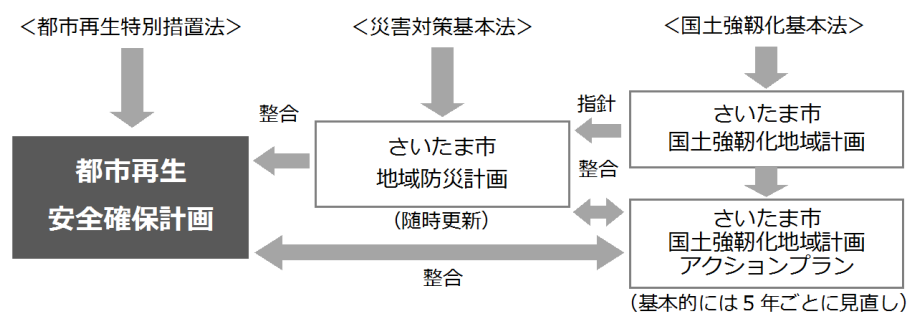 ＜都市再生特別措置法＞
＜災害対策基本法＞
＜国土強靱化基本法＞
整合
指針
さいたま市
国土強靱化地域計画
都市再生
安全確保計画
さいたま市
地域防災計画
（随時更新）
整合
さいたま市
国土強靱化地域計画
アクションプラン
整合
（基本的には５年ごとに見直し）